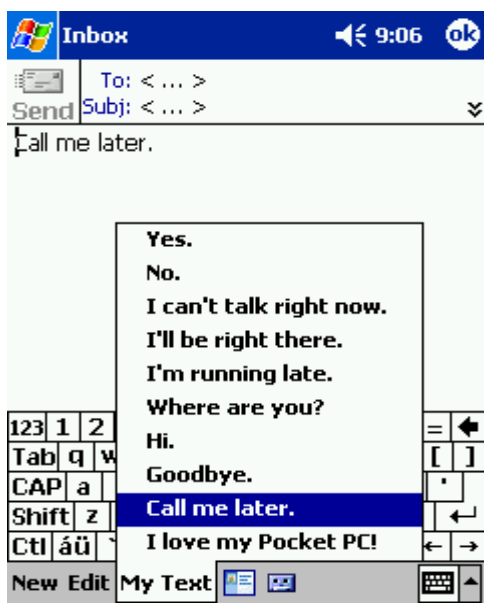 Inbox 9:06 ok
To: < ... >
Send Subj: < ... >
Call me later.
Yes.
No.
I can't talk right now.
I'll be right there.
I'm running late.
Where are you?
Hi.
Goodbye.
Call me later.
I love my Pocket PC!
123 1 2 =
Tab q w [ ]
CAP a '
Shift z
Ctl áü `
New Edit My Text